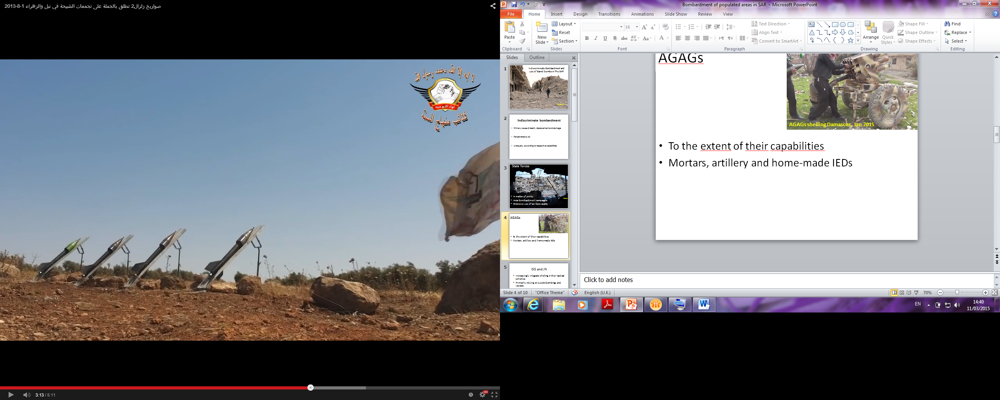 صواريخ زلزال2 تطلق بالجملة على تجمعات الشبيحة في نبل والزهراء 1-8-2013
لا إله إلا الله محمد رسول الله
لواء التوحيد
كتائب منهاج السنة
3:13 / 5:11
HD
Bombardment of populated areas in SAR - Microsoft PowerPoint
File Home Insert Design Transitions Animations Slide Show Review View
Paste
Clipboard
New Slide
Layout
Reset
Section
Slides
16
Font
Text Direction
Align Text
Convert to SmartArt
Paragraph
Arrange
Quick Styles
Shape Fill
Shape Outline
Shape Effects
Drawing
Find
Replace
Select
Editing
Slides Outline
1
Indiscriminate Bombardment and
use of Barrel bombs in The SAR
2
Indiscriminate bombardment
Primary cause of death, displacement and damage
Perpetrated by all
Unequally, according to respective capabilities
3
State forces
A matter of policy
Area bombardment campaigns
Extensive use of air force assets
4
AGAGs
To the extent of their capabilities
Mortars, artillery and home-made IEDs
5
ISIS and JN
Increasingly integrate shelling in their tactical
schemes
Primarily relying on suicide bombings and
VBIEDS
AGAGs
AGAGs shelling Damascus, Jan 2015
• To the extent of their capabilities
• Mortars, artillery and home-made IEDs
Click to add notes
Slide 4 of 10 "Office Theme" English (U.K.) 70%
EN
14:40
11/03/2015